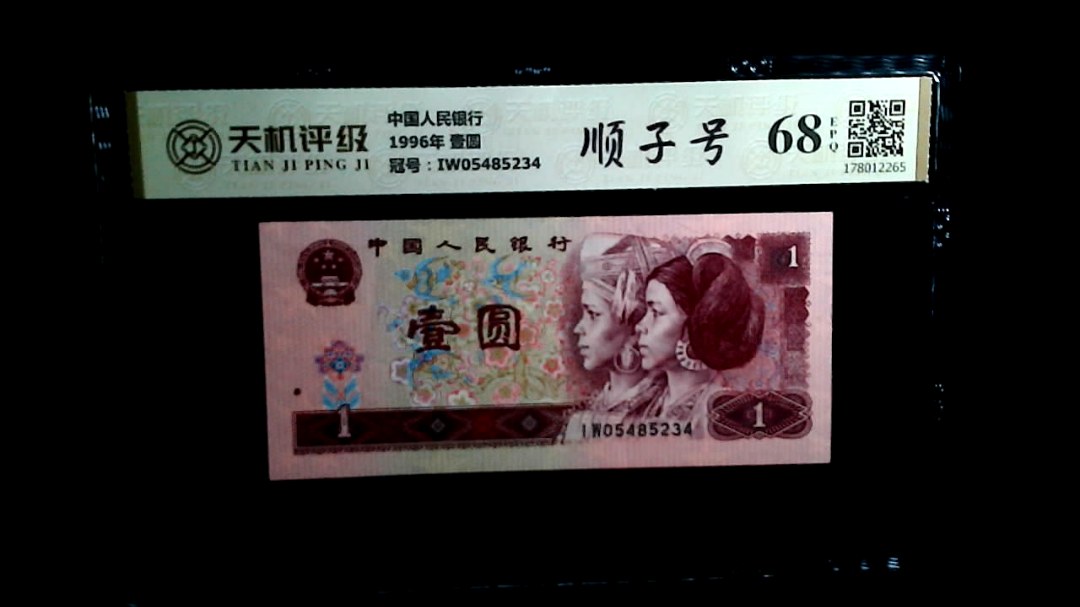 天机评级
TIAN JI PING JI
中国人民银行
1996年 壹圆
冠号：IW05485234
顺子号
68
EPQ
178012265
中国人民银行
1
壹圆
1
IW05485234
1